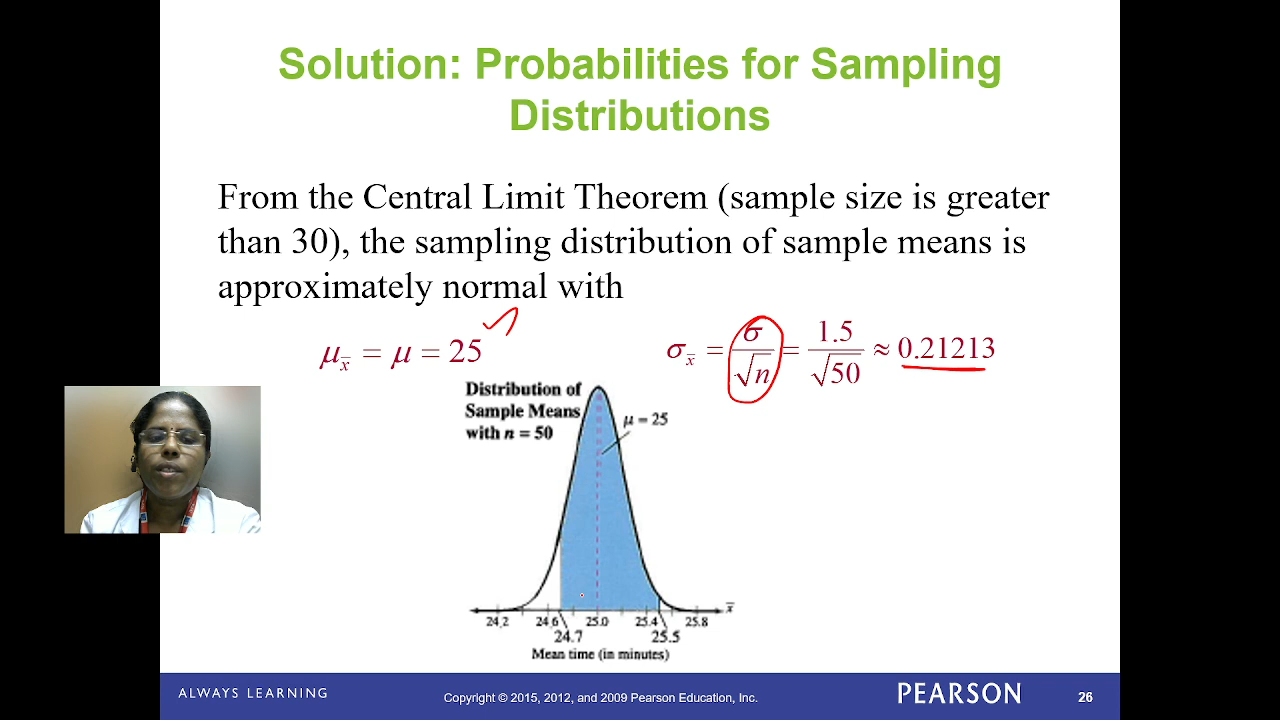 Solution: Probabilities for Sampling
Distributions
From the Central Limit Theorem (sample size is greater
than 30), the sampling distribution of sample means is
approximately normal with
μx̄ = μ = 25
σx̄ = σ/√n = 1.5/√50 ≈ 0.21213
Distribution of
Sample Means
with n = 50
μ = 25
x̄
24.2 24.6 25.0 25.4 25.8
24.7 25.5
Mean time (in minutes)
ALWAYS LEARNING
Copyright © 2015, 2012, and 2009 Pearson Education, Inc.
PEARSON
26